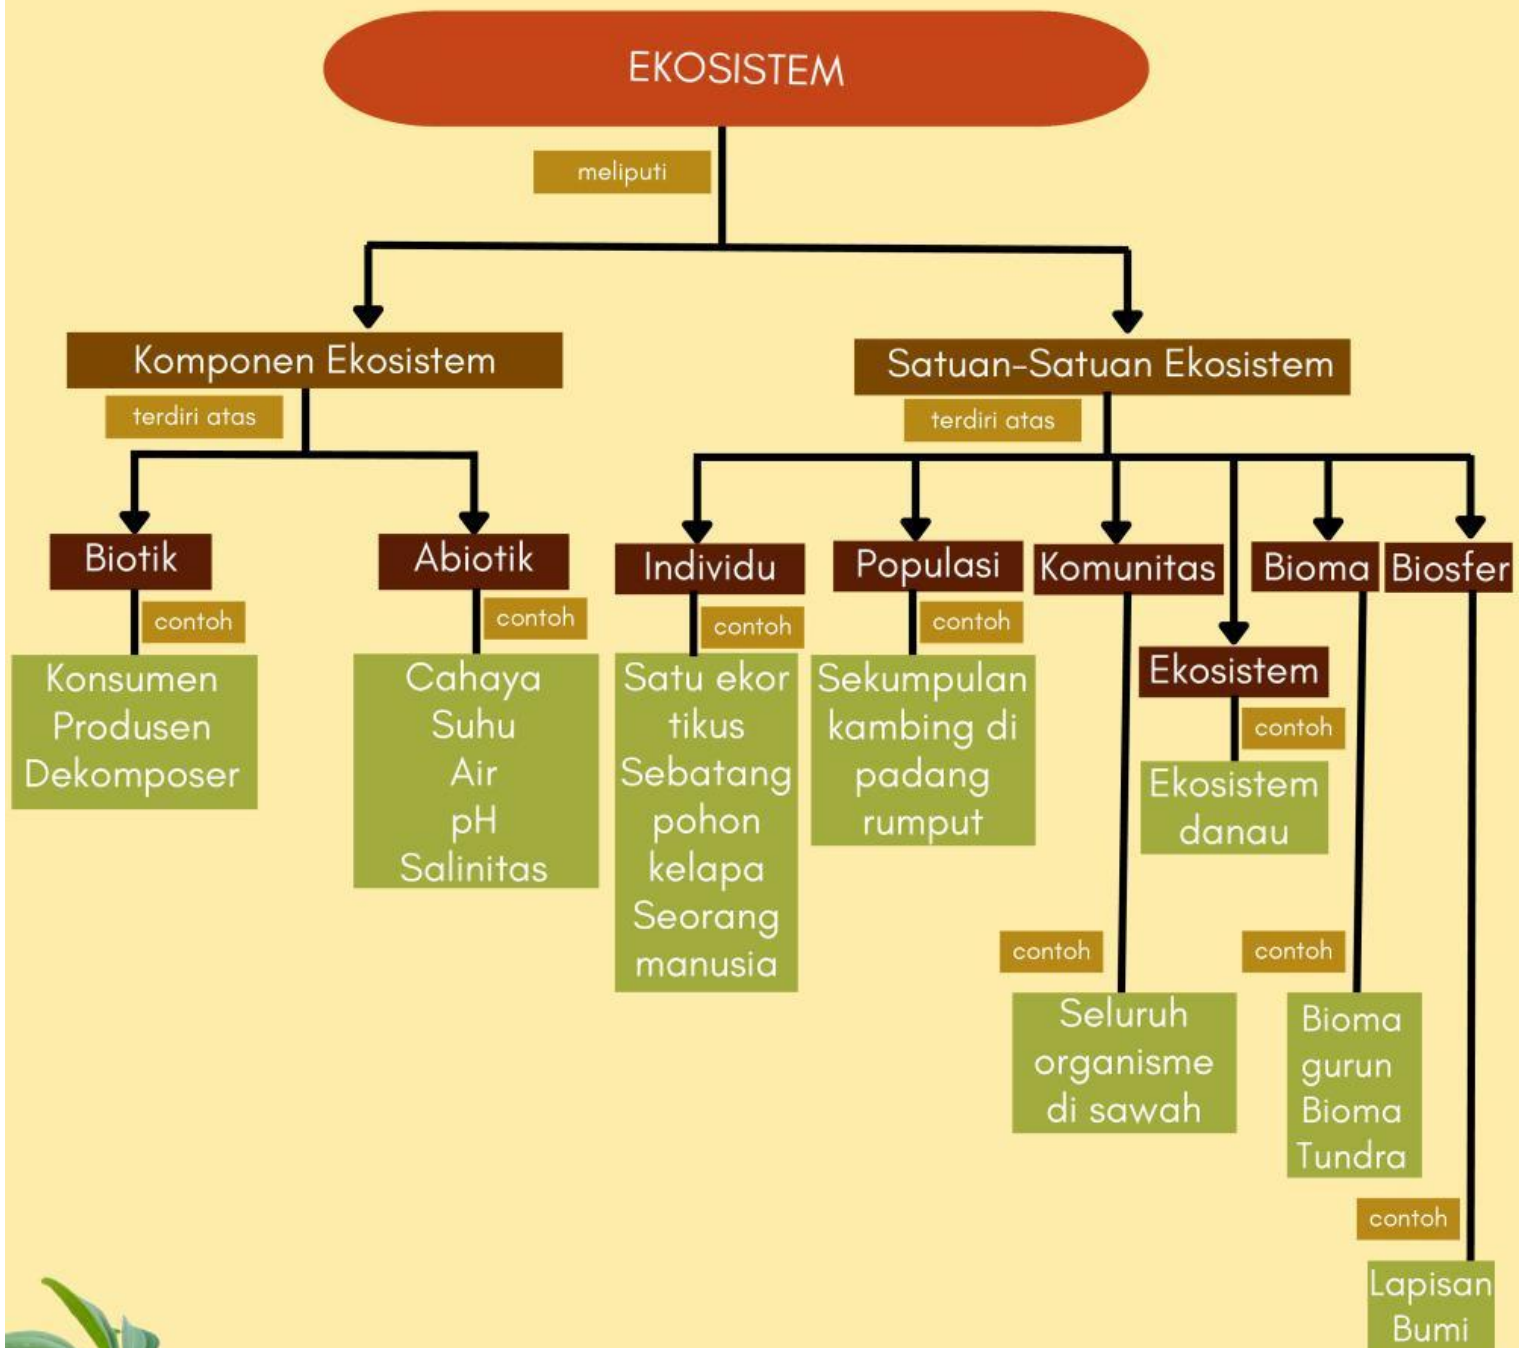 EKOSISTEM
meliputi
Komponen Ekosistem
terdiri atas
Biotik
contoh
Konsumen
Produsen
Dekomposer
Abiotik
contoh
Cahaya
Suhu
Air
pH
Salinitas
Satuan-Satuan Ekosistem
terdiri atas
Individu
contoh
Satu ekor
tikus
Sebatang
pohon
kelapa
Seorang
manusia
Populasi
contoh
Sekumpulan
kambing di
padang
rumput
Komunitas
contoh
Seluruh
organisme
di sawah
Ekosistem
contoh
Ekosistem
danau
Bioma
contoh
Bioma
gurun
Bioma
Tundra
Biosfer
contoh
Lapisan
Bumi